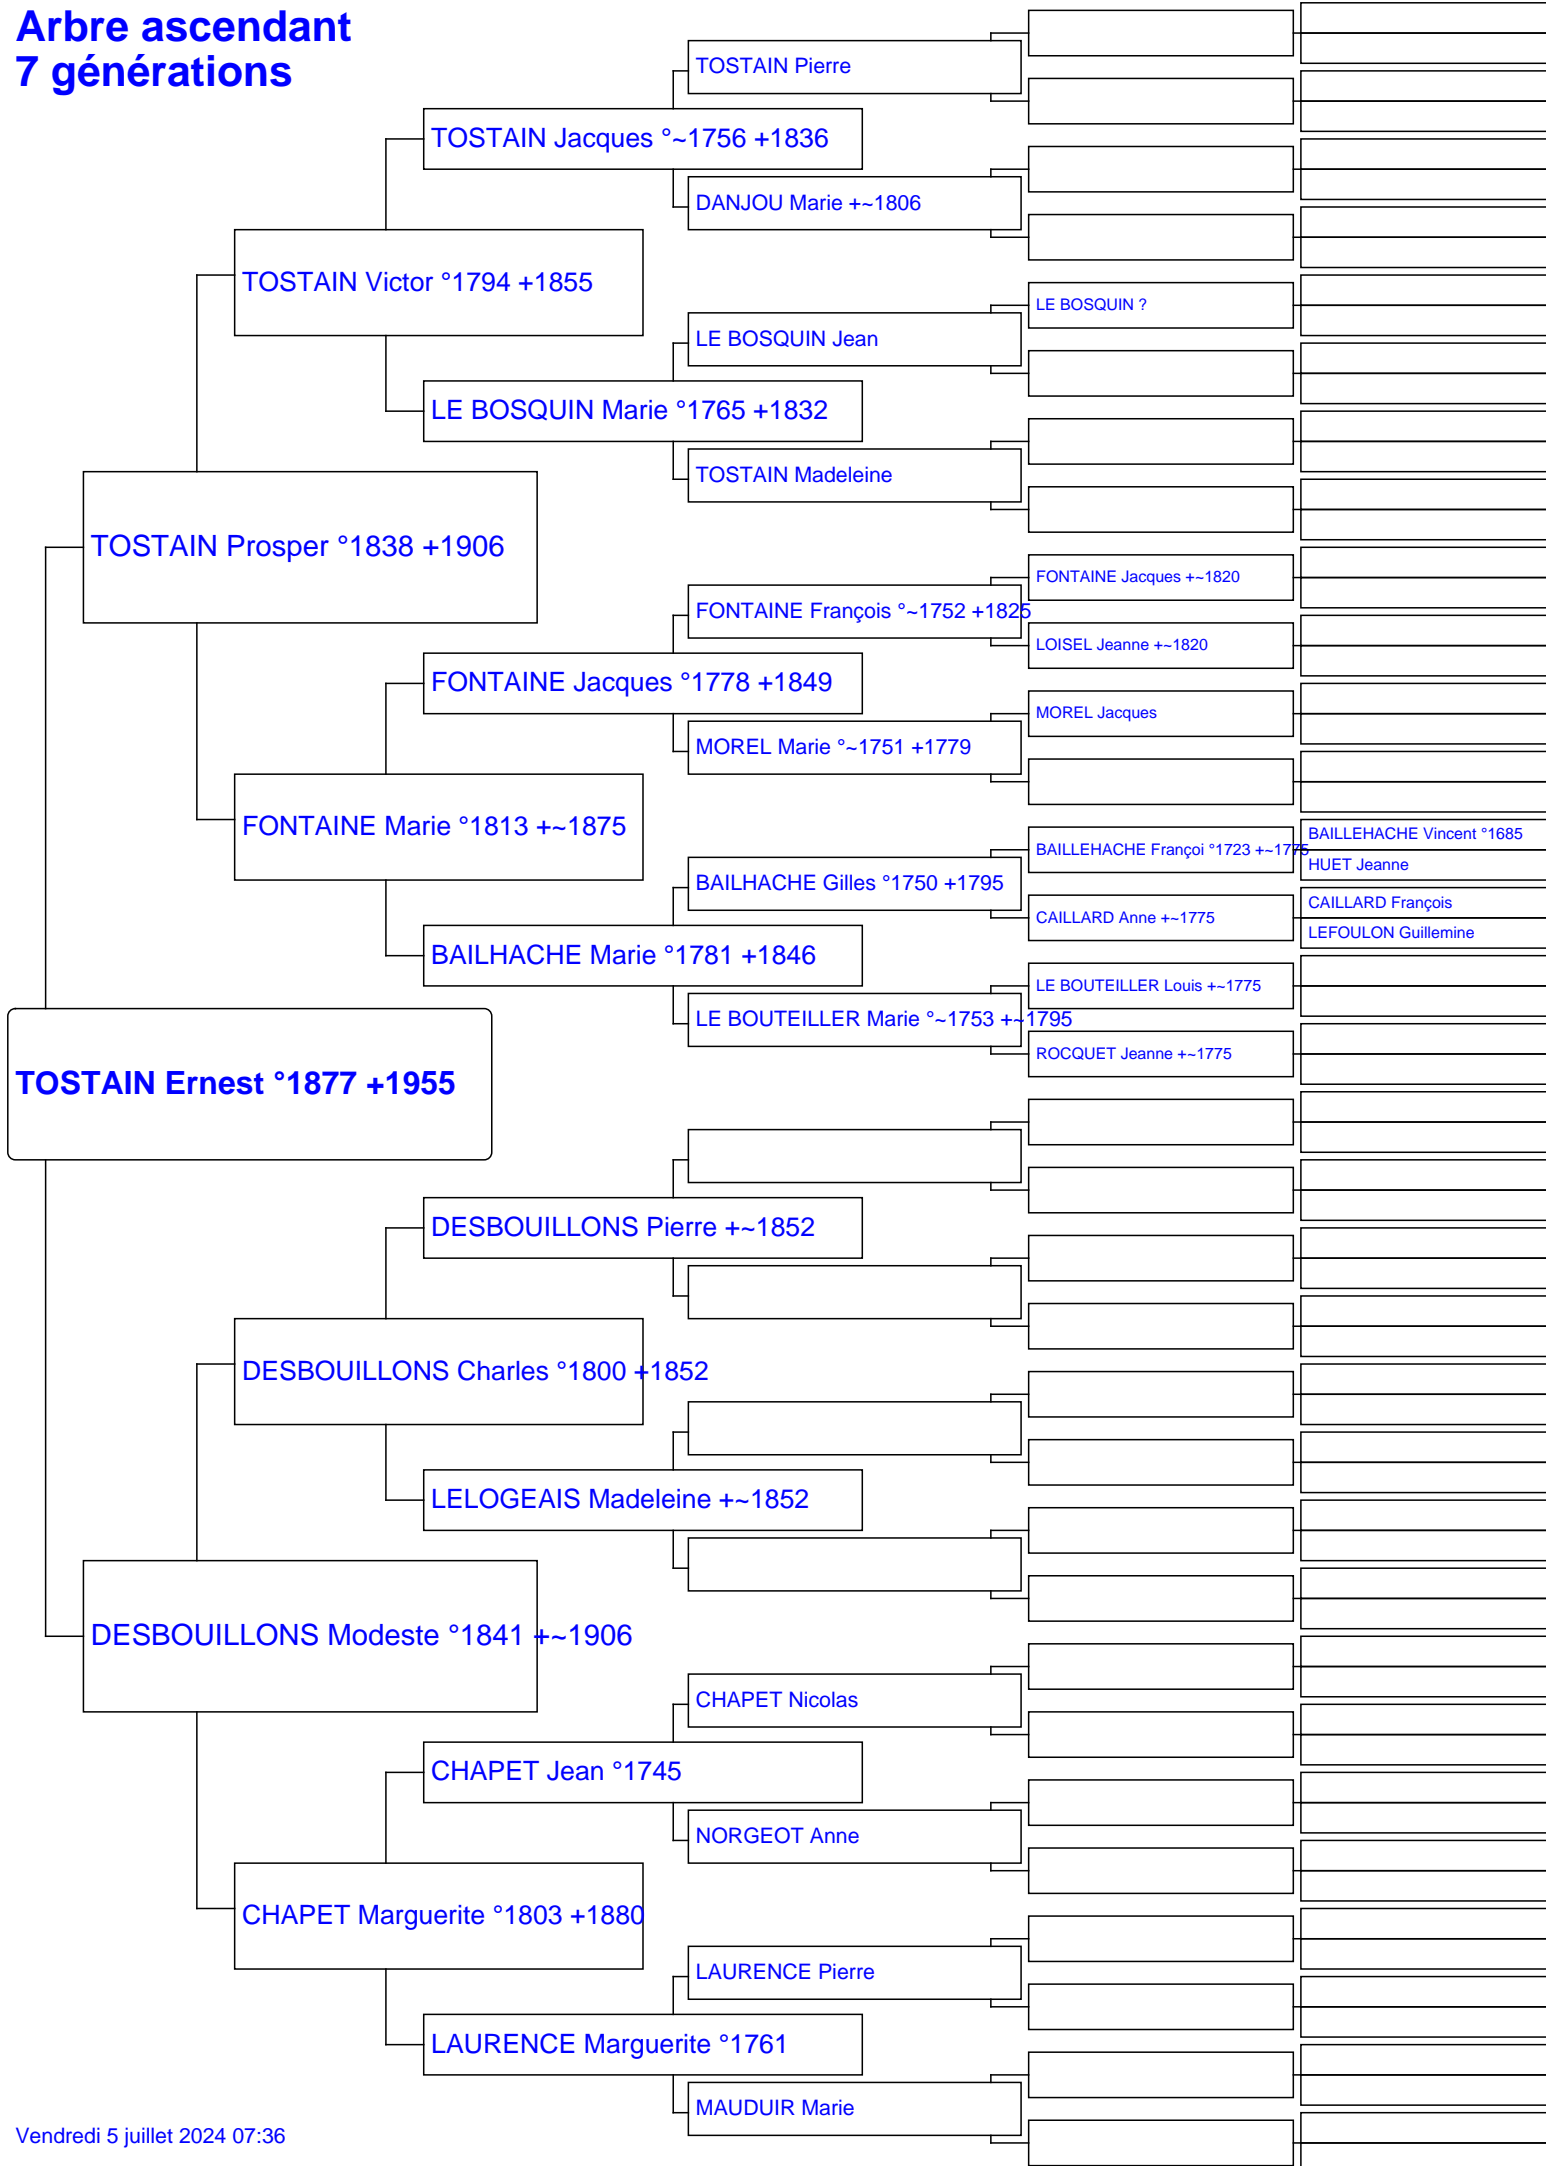 Arbre ascendant
7 générations
TOSTAIN Pierre
TOSTAIN Jacques °~1756 +1836
DANJOU Marie +~1806
TOSTAIN Victor °1794 +1855
LE BOSQUIN ?
LE BOSQUIN Jean
LE BOSQUIN Marie °1765 +1832
TOSTAIN Madeleine
TOSTAIN Prosper °1838 +1906
FONTAINE Jacques +~1820
FONTAINE François °~1752 +1825
LOISEL Jeanne +~1820
FONTAINE Jacques °1778 +1849
MOREL Jacques
MOREL Marie °~1751 +1779
FONTAINE Marie °1813 +~1875
BAILLEHACHE Vincent °1685
BAILLEHACHE Françoi °1723 +~1775
HUET Jeanne
BAILHACHE Gilles °1750 +1795
CAILLARD François
CAILLARD Anne +~1775
LEFOULON Guillemine
BAILHACHE Marie °1781 +1846
LE BOUTEILLER Louis +~1775
LE BOUTEILLER Marie °~1753 +~1795
ROCQUET Jeanne +~1775
TOSTAIN Ernest °1877 +1955
DESBOUILLONS Pierre +~1852
DESBOUILLONS Charles °1800 +1852
LELOGEAIS Madeleine +~1852
DESBOUILLONS Modeste °1841 +~1906
CHAPET Nicolas
CHAPET Jean °1745
NORGEOT Anne
CHAPET Marguerite °1803 +1880
LAURENCE Pierre
LAURENCE Marguerite °1761
MAUDUIR Marie
Vendredi 5 juillet 2024 07:36